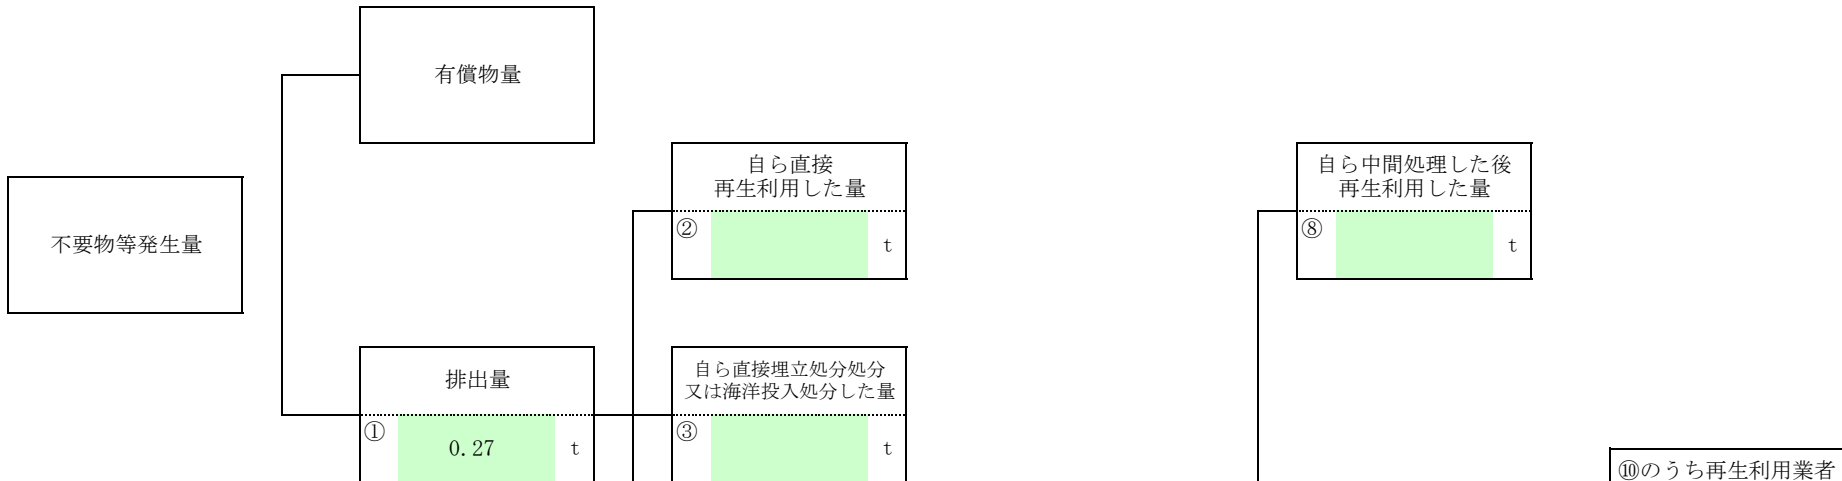 有償物量
自ら直接
再生利用した量
② t
自ら中間処理した後
再生利用した量
⑧ t
不要物等発生量
排出量
① 0.27 t
自ら直接埋立処分処分
又は海洋投入処分した量
③ t
⑩のうち再生利用業者